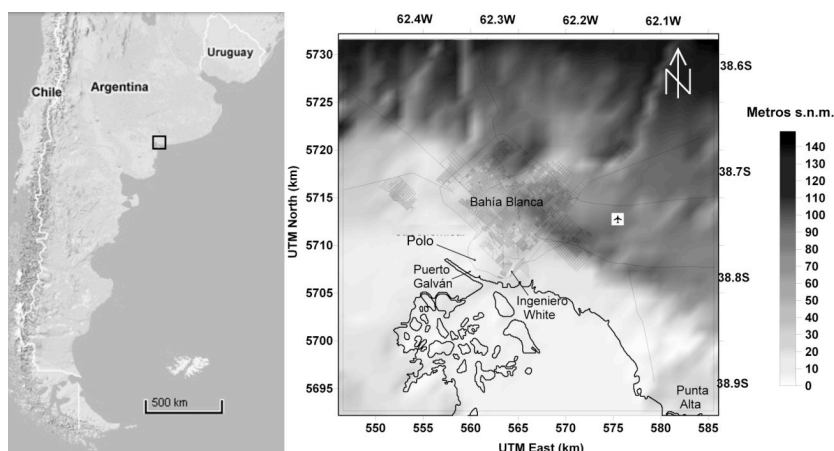 Uruguay
Chile
Argentina
500 km
62.4W
62.3W
62.2W
62.1W
UTM North (km)
5730
5725
5720
5715
5710
5705
5700
5695
38.6S
38.7S
38.8S
38.9S
N
Bahía Blanca
Polo
Puerto
Galván
Ingeniero
White
Punta
Alta
550
555
560
565
570
575
580
585
UTM East (km)
Metros s.n.m.
140
130
120
110
100
90
80
70
60
50
40
30
20
10
0